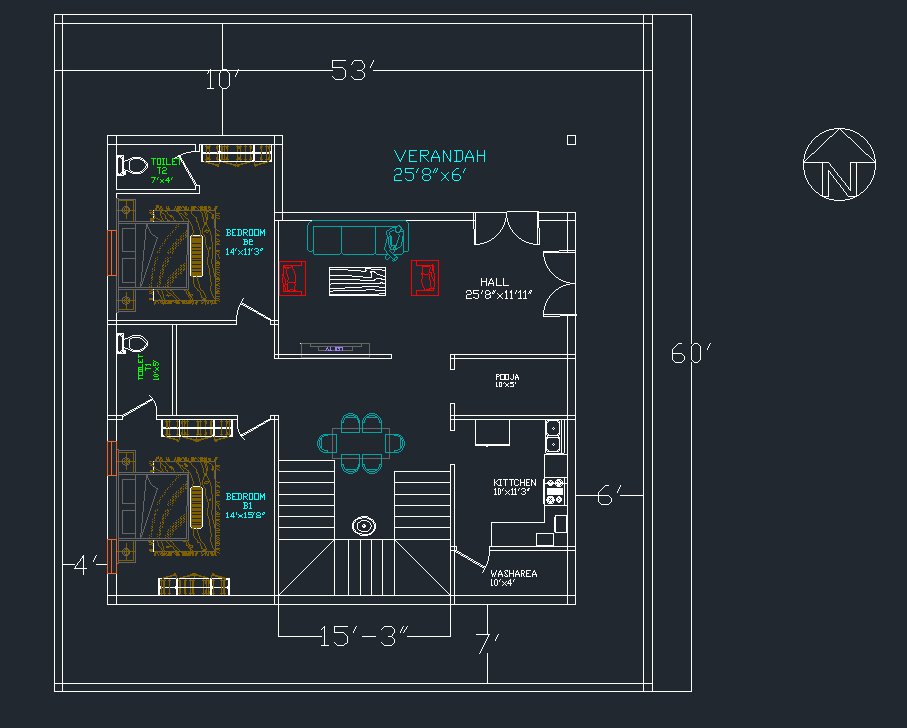 53'
10'
VERANDAH
25'8"x6'
N
TOILET
T2
7'x4'
BEDROOM
B2
14'x11'3"
HALL
25'8"x11'11"
60'
TOILET
T1
10'x5'
POOJA
10'x5'
KITTCHEN
10'x11'3"
6'
BEDROOM
B1
14'x15'8"
4'
WASHAREA
10'x4'
15'-3"
7'